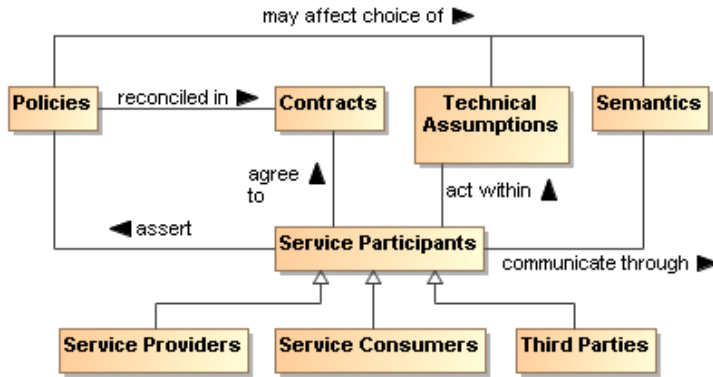 may affect choice of
Policies
reconciled in
Contracts
Technical
Assumptions
Semantics
agree
to
act within
assert
Service Participants
communicate through
Service Providers
Service Consumers
Third Parties